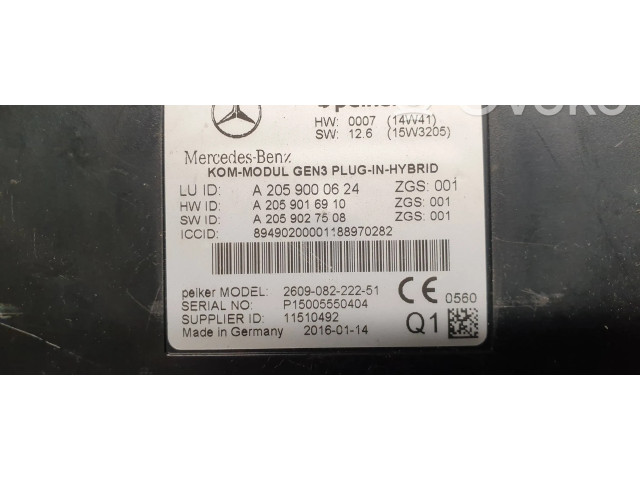 peiker
HW: 0007 (14W41)
SW: 12.6 (15W3205)
Mercedes-Benz
KOM-MODUL GEN3 PLUG-IN-HYBRID
LU ID: A 205 900 06 24 ZGS: 001
HW ID: A 205 901 69 10 ZGS: 001
SW ID: A 205 902 75 08 ZGS: 001
ICCID: 89490200001188970282
peiker MODEL: 2609-082-222-51
SERIAL NO: P15005550404
CE 0560
SUPPLIER ID: 11510492
Made in Germany 2016-01-14
Q1